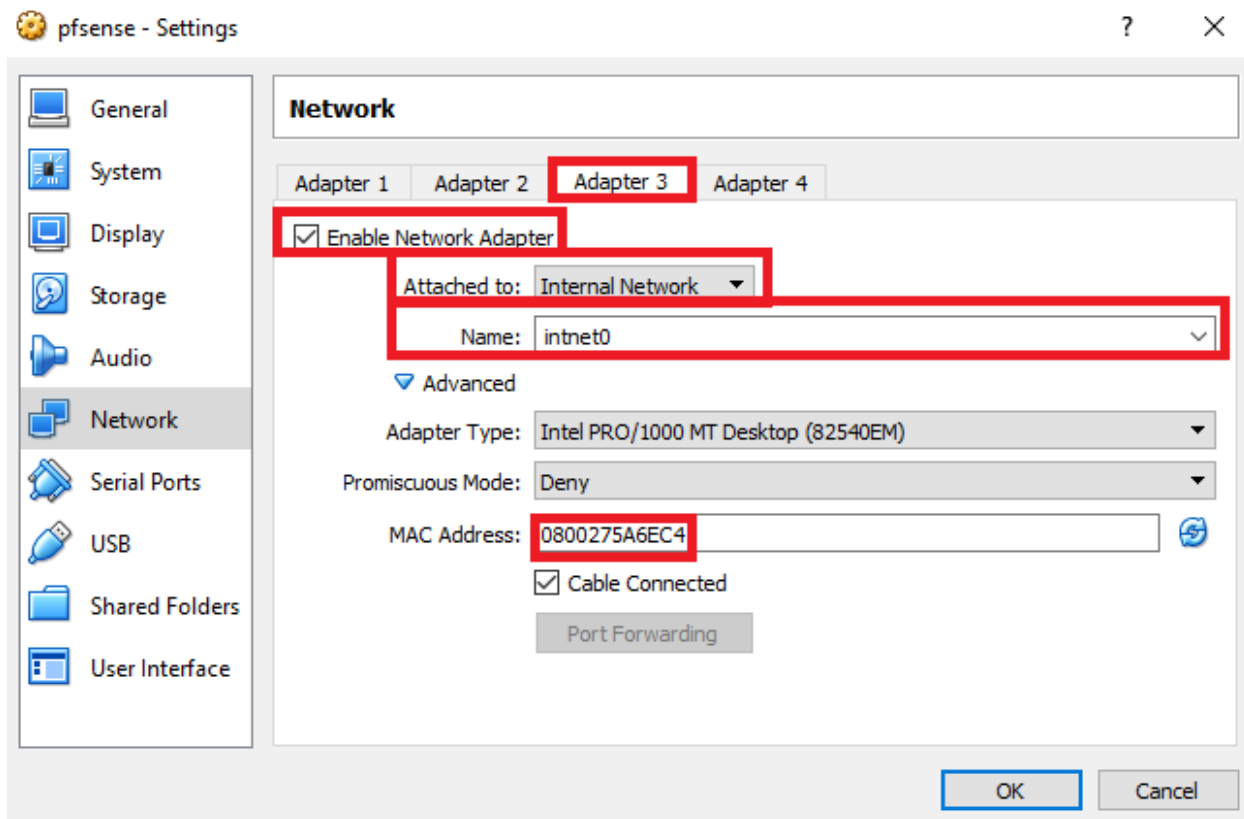 pfsense - Settings
?
General
System
Display
Storage
Audio
Network
Serial Ports
USB
Shared Folders
User Interface
Network
Adapter 1
Adapter 2
Adapter 3
Adapter 4
Enable Network Adapter
Attached to: Internal Network
Name: intnet0
Advanced
Adapter Type: Intel PRO/1000 MT Desktop (82540EM)
Promiscuous Mode: Deny
MAC Address: 0800275A6EC4
Cable Connected
Port Forwarding
OK
Cancel